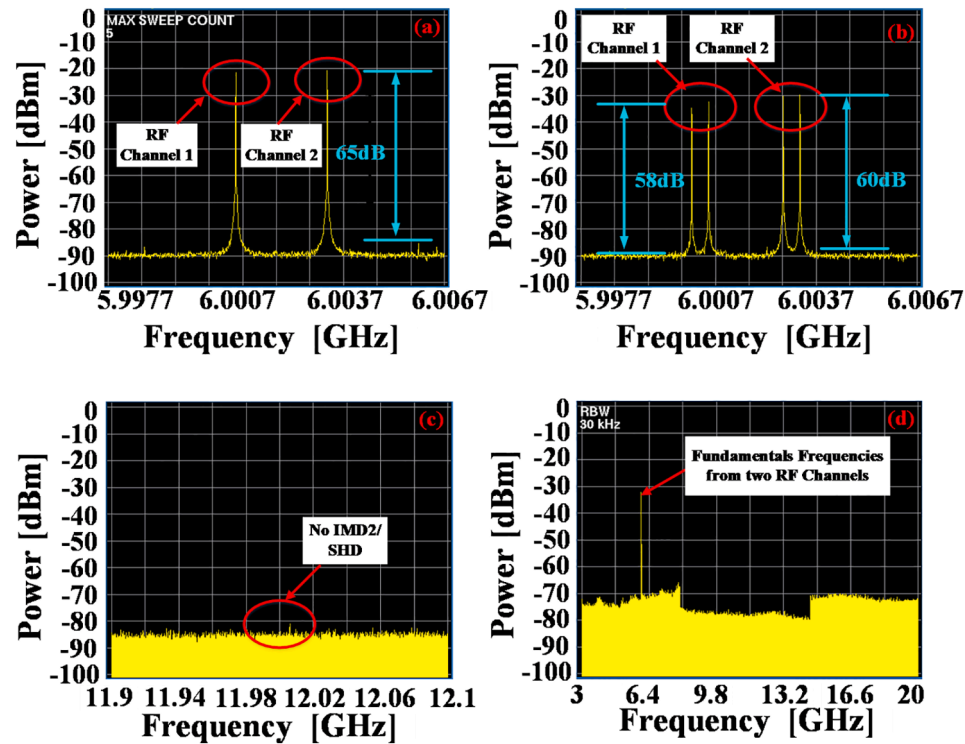 MAX SWEEP COUNT
5
(a)
0
-10
-20
-30
-40
-50
-60
-70
-80
-90
-100
RF
Channel 1
RF
Channel 2
65dB
5.9977 6.0007 6.0037 6.0067
Frequency [GHz]
Power [dBm]
(b)
0
-10
-20
-30
-40
-50
-60
-70
-80
-90
-100
RF
Channel 1
RF
Channel 2
58dB
60dB
5.9977 6.0007 6.0037 6.0067
Frequency [GHz]
Power [dBm]
(c)
0
-10
-20
-30
-40
-50
-60
-70
-80
-90
-100
No IMD2/
SHD
11.9 11.94 11.98 12.02 12.06 12.1
Frequency [GHz]
Power [dBm]
RBW
30 kHz
(d)
0
-10
-20
-30
-40
-50
-60
-70
-80
-90
-100
Fundamentals Frequencies
from two RF Channels
3 6.4 9.8 13.2 16.6 20
Frequency [GHz]
Power [dBm]